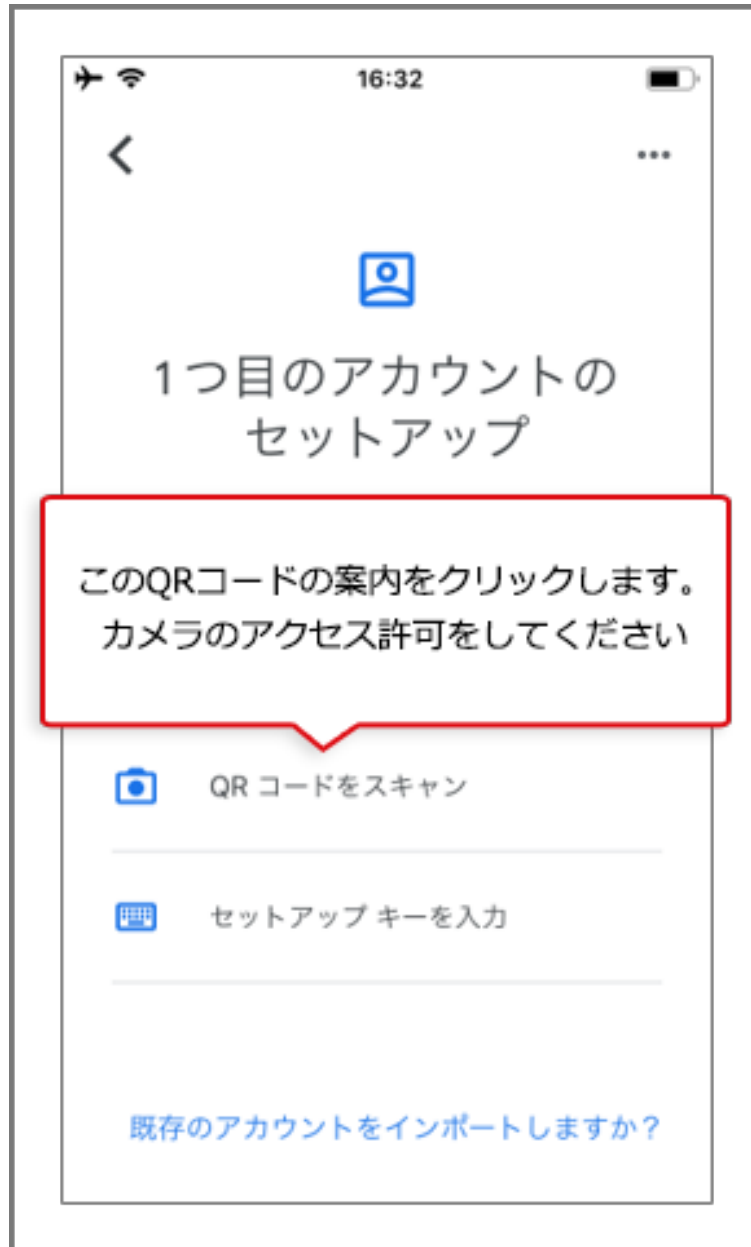 16:32
1つ目のアカウントの
セットアップ
このQRコードの案内をクリックします。
カメラのアクセス許可をしてください
QR コードをスキャン
セットアップ キーを入力
既存のアカウントをインポートしますか？